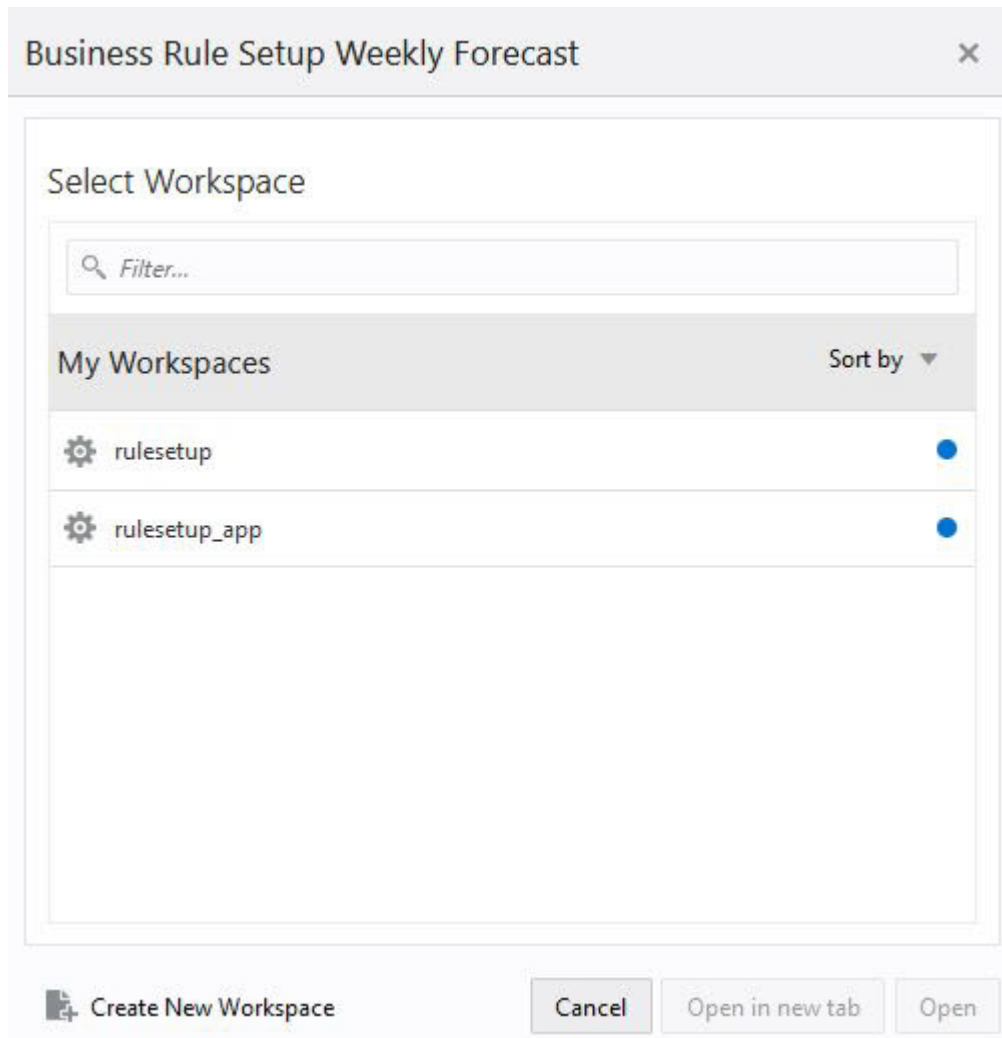 Business Rule Setup Weekly Forecast
Select Workspace
Filter...
My Workspaces Sort by
rulesetup
rulesetup_app
Create New Workspace Cancel Open in new tab Open